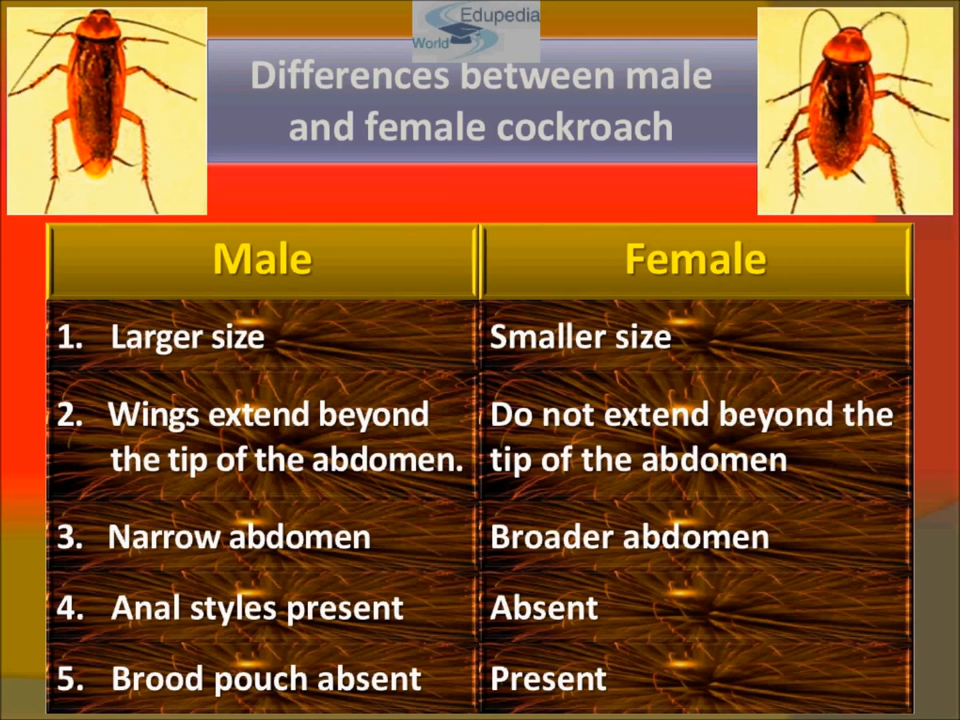 Edupedia
World
Differences between male
and female cockroach
Male
Female
1. Larger size
Smaller size
2. Wings extend beyond
the tip of the abdomen.
Do not extend beyond the
tip of the abdomen
3. Narrow abdomen
Broader abdomen
4. Anal styles present
Absent
5. Brood pouch absent
Present